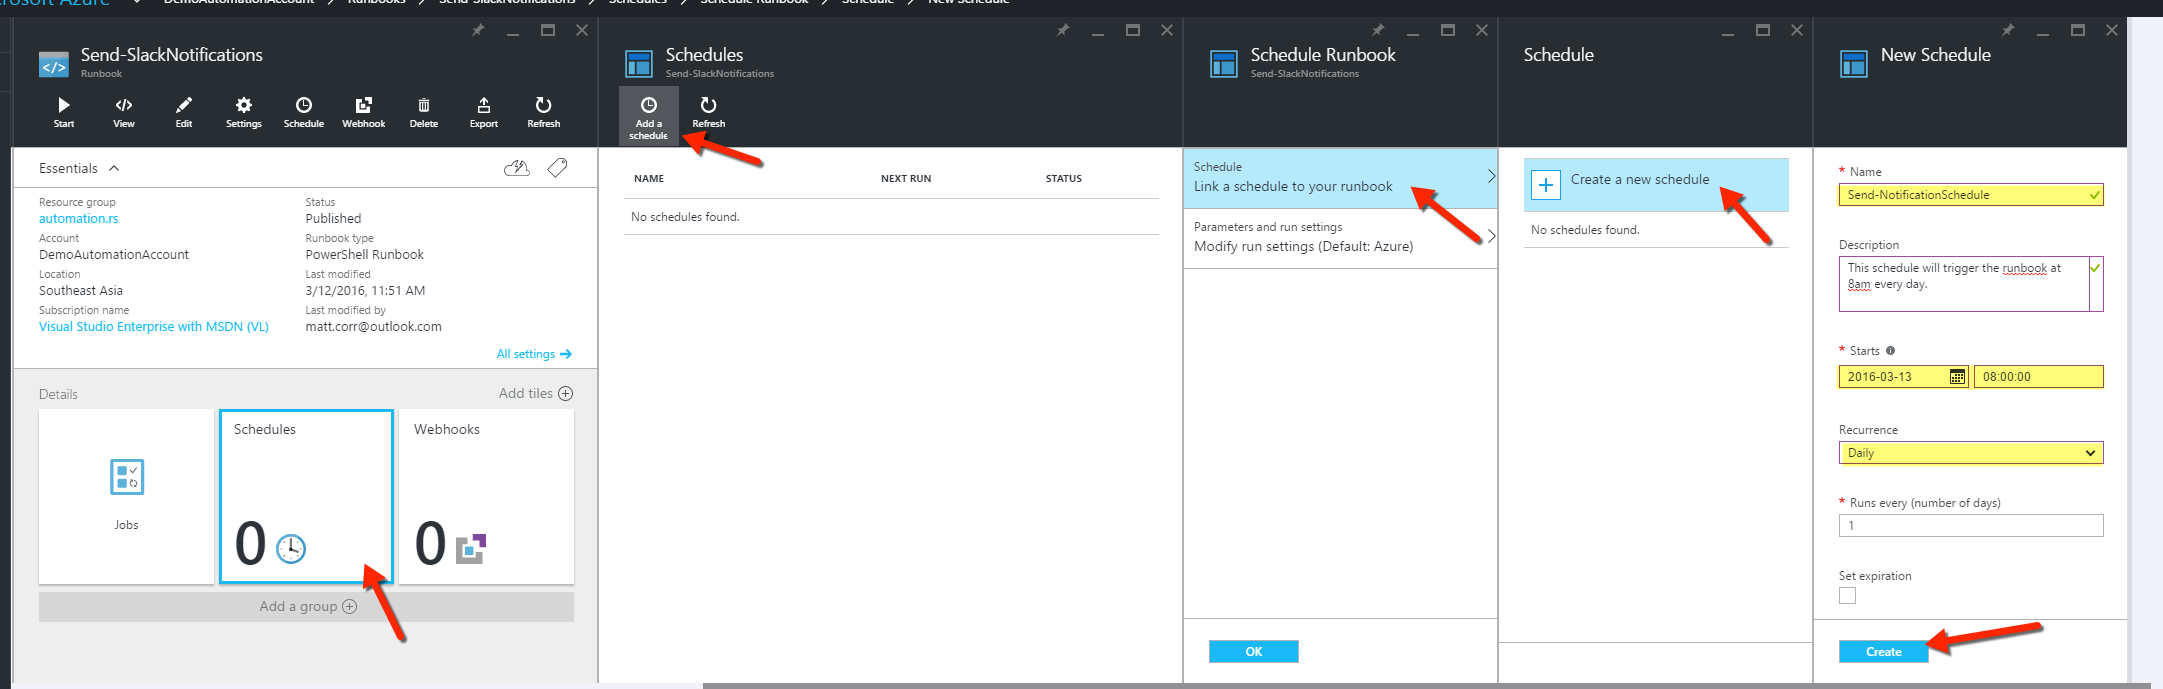 Microsoft Azure DemoAutomationAccount Runbooks Send-SlackNotifications Schedules Schedule Runbook Schedule New Schedule
Send-SlackNotifications
Runbook
Start View Edit Settings Schedule Webhook Delete Export Refresh
Essentials
Resource group
automation.rs
Account
DemoAutomationAccount
Location
Southeast Asia
Subscription name
Visual Studio Enterprise with MSDN (VL)
Status
Published
Runbook type
PowerShell Runbook
Last modified
3/12/2016, 11:51 AM
Last modified by
matt.corr@outlook.com
All settings
Details
Add tiles
Jobs
Schedules
0
Webhooks
0
Add a group
Schedules
Send-SlackNotifications
Add a
schedule
Refresh
NAME NEXT RUN STATUS
No schedules found.
Schedule Runbook
Send-SlackNotifications
Schedule
Link a schedule to your runbook
Parameters and run settings
Modify run settings (Default: Azure)
OK
Schedule
Create a new schedule
No schedules found.
New Schedule
* Name
Send-NotificationSchedule
Description
This schedule will trigger the runbook at
8am every day.
* Starts
2016-03-13 08:00:00
Recurrence
Daily
* Runs every (number of days)
1
Set expiration
Create